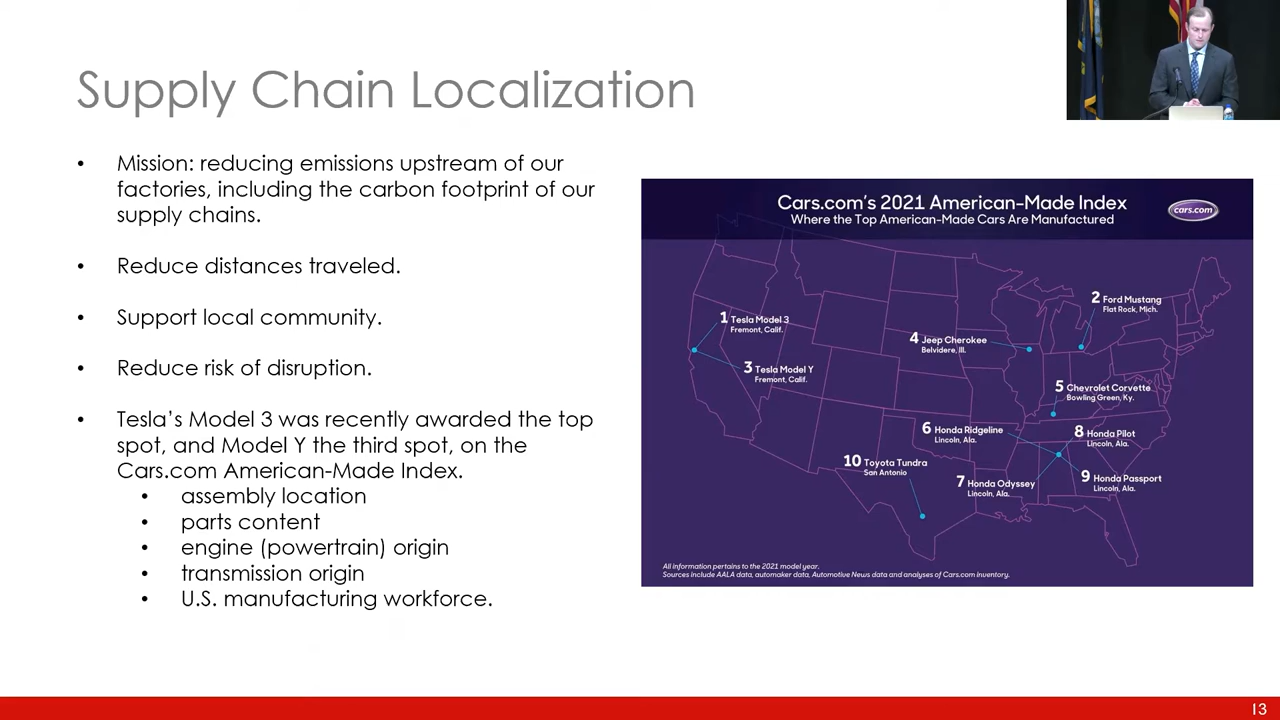 Supply Chain Localization
• Mission: reducing emissions upstream of our
factories, including the carbon footprint of our
supply chains.
• Reduce distances traveled.
• Support local community.
• Reduce risk of disruption.
• Tesla's Model 3 was recently awarded the top
spot, and Model Y the third spot, on the
Cars.com American-Made Index.
• assembly location
• parts content
• engine (powertrain) origin
• transmission origin
• U.S. manufacturing workforce.
Cars.com's 2021 American-Made Index
Where the Top American-Made Cars Are Manufactured
cars.com
1 Tesla Model 3
Fremont, Calif.
2 Ford Mustang
Flat Rock, Mich.
3 Tesla Model Y
Fremont, Calif.
4 Jeep Cherokee
Belvidere, Ill.
5 Chevrolet Corvette
Bowling Green, Ky.
6 Honda Ridgeline
Lincoln, Ala.
8 Honda Pilot
Lincoln, Ala.
10 Toyota Tundra
San Antonio
7 Honda Odyssey
Lincoln, Ala.
9 Honda Passport
Lincoln, Ala.
All information pertains to the 2021 model year.
Sources include AALA data, automaker data, Automotive News data and analyses of Cars.com inventory.
13